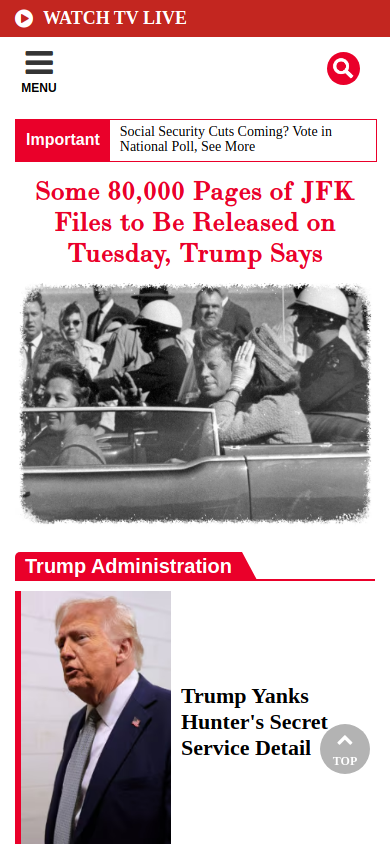 WATCH TV LIVE
MENU
Important
Social Security Cuts Coming? Vote in
National Poll, See More
Some 80,000 Pages of JFK
Files to Be Released on
Tuesday, Trump Says
Trump Administration
Trump Yanks
Hunter's Secret
Service Detail
TOP